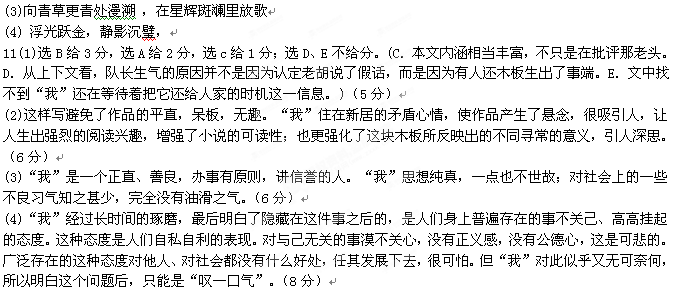 (3)向青草更青处漫溯 ，在星辉斑斓里放歌
(4) 浮光跃金，静影沉璧，
11(1)选 B 给 3 分，选 A 给 2 分，选 c 给 1 分；选 D、E 不给分。(C．本文内涵相当丰富，不只是在批评那老头。
D．从上下文看，队长生气的原因并不是因为认定老胡说了假话，而是因为有人还木板生出了事端。E．文中找
不到“我”还在等待着把它还给人家的时机这一信息。)（5 分）
(2)这样写避免了作品的平直，呆板，无趣。“我”住在新居的矛盾心情，使作品产生了悬念，很吸引人，让
人生出强烈的阅读兴趣，增强了小说的可读性；也更强化了这块木板所反映出的不同寻常的意义，引人深思。
（6 分）
(3)“我”是一个正直、善良，办事有原则，讲信誉的人。“我”思想纯真，一点也不世故；对社会上的一些
不良习气知之甚少，完全没有油滑之气。(6 分）
(4)“我”经过长时间的琢磨，最后明白了隐藏在这件事之后的，是人们身上普遍存在的事不关己、高高挂起
的态度。这种态度是人们自私自利的表现。对与己无关的事漠不关心，没有正义感，没有公德心，这是可悲的。
广泛存在的这种态度对他人、对社会都没有什么好处，任其发展下去，很可怕。但“我”对此似乎又无可奈何，
所以明白这个问题后，只能是“叹一口气”。（8 分）